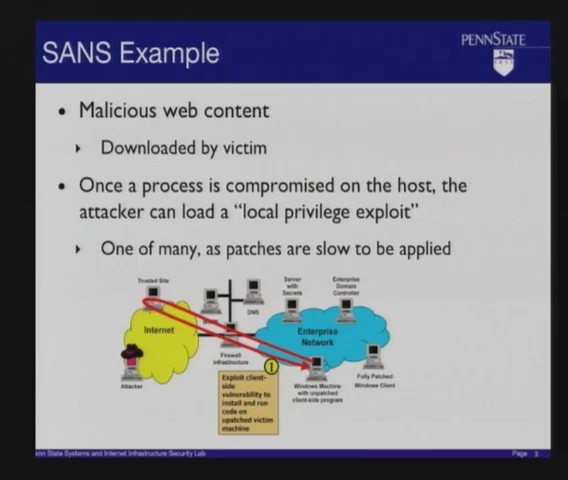 SANS Example
PENNSTATE
• Malicious web content
‣ Downloaded by victim
• Once a process is compromised on the host, the
attacker can load a “local privilege exploit”
‣ One of many, as patches are slow to be applied
Trusted Site
Server
with
Secrets
Enterprise
Domain
Controller
DNS
Internet
Enterprise
Network
Firewall
Infrastructure
1
Attacker
Exploit client-
side
vulnerability to
install and run
code on
upatched victim
machine
Windows Machine
with unpatched
client-side program
Fully Patched
Windows Client
Penn State Systems and Internet Infrastructure Security Lab
Page 3